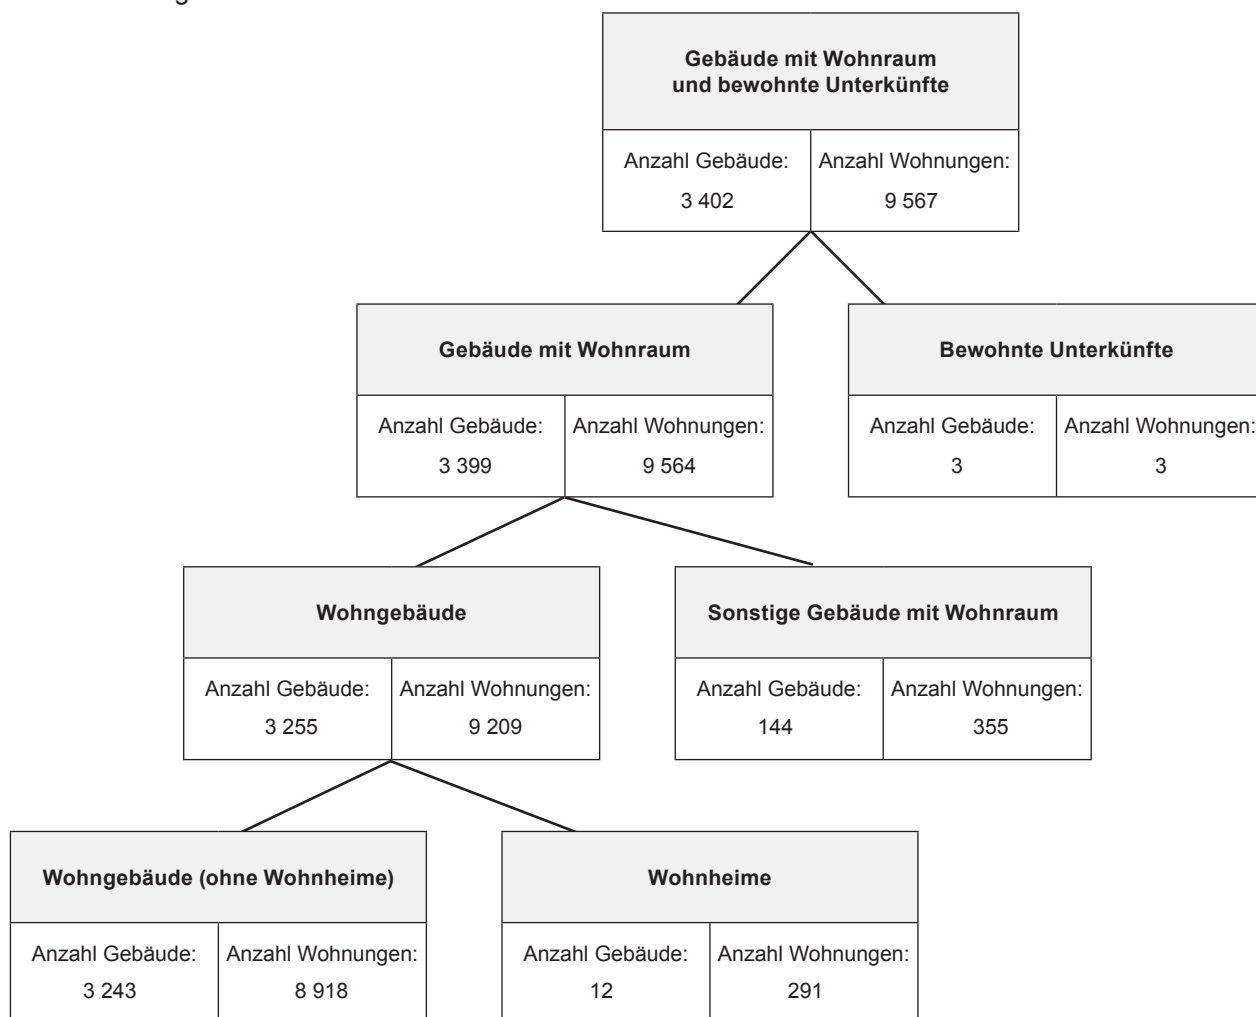 Gebäude mit Wohnraum
und bewohnte Unterkünfte
Anzahl Gebäude: Anzahl Wohnungen:
3 402 9 567
Gebäude mit Wohnraum
Anzahl Gebäude: Anzahl Wohnungen:
3 399 9 564
Bewohnte Unterkünfte
Anzahl Gebäude: Anzahl Wohnungen:
3 3
Wohngebäude
Anzahl Gebäude: Anzahl Wohnungen:
3 255 9 209
Sonstige Gebäude mit Wohnraum
Anzahl Gebäude: Anzahl Wohnungen:
144 355
Wohngebäude (ohne Wohnheime)
Anzahl Gebäude: Anzahl Wohnungen:
3 243 8 918
Wohnheime
Anzahl Gebäude: Anzahl Wohnungen:
12 291